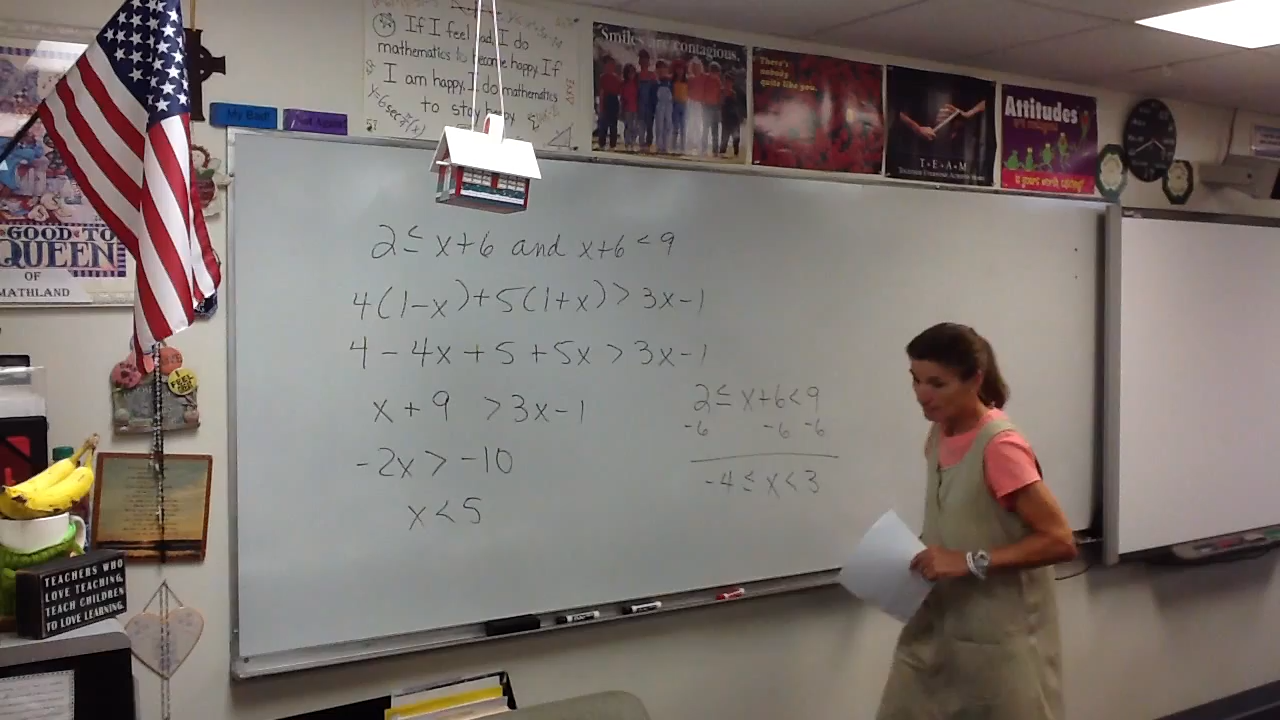 If I feel sad I do
mathematics to become happy. If
I am happy, I do mathematics
to stay happy
Smiles are contagious.
There's
nobody
quite like you.
T·E·A·M
Attitudes
My Bad!
GOOD TO
QUEEN
OF
MATHLAND
I
FEEL
TEACHERS WHO
LOVE TEACHING,
TEACH CHILDREN
TO LOVE LEARNING.
2 ≤ x+6 and x+6 < 9
4(1-x)+5(1+x) > 3x-1
4 - 4x + 5 + 5x > 3x-1
x + 9 > 3x-1
-2x > -10
x < 5
2 ≤ x+6 < 9
-6 -6 -6
-4 ≤ x < 3